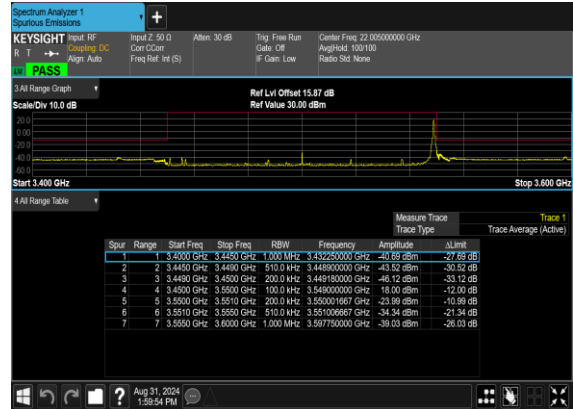 Spectrum Analyzer 1
Spurious Emissions
KEYSIGHT Input: RF Input Z: 50 Ω Atten: 30 dB Trig: Free Run Center Freq: 22.005000000 GHz
R T Coupling: DC Corr CCorr Gate: Off Avg|Hold: 100/100
Align: Auto Freq Ref: Int (S) IF Gain: Low Radio Std: None
PASS
3.All Range Graph
Ref Lvl Offset 15.87 dB
Scale/Div 10.0 dB Ref Value 30.00 dBm
20.0
0.00
-20.0
-40.0
-60.0
Start 3.400 GHz Stop 3.600 GHz
4.All Range Table
Measure Trace Trace 1
Trace Type Trace Average (Active)
Spur Range Start Freq Stop Freq RBW Frequency Amplitude ΔLimit
1 1 3.4000 GHz 3.4450 GHz 1.000 MHz 3.432250000 GHz -40.69 dBm -27.69 dB
2 2 3.4450 GHz 3.4490 GHz 510.0 kHz 3.448900000 GHz -43.52 dBm -30.52 dB
3 3 3.4490 GHz 3.4500 GHz 200.0 kHz 3.449180000 GHz -46.12 dBm -33.12 dB
4 4 3.4500 GHz 3.5500 GHz 100.0 kHz 3.549000000 GHz 18.00 dBm -12.00 dB
5 5 3.5500 GHz 3.5510 GHz 200.0 kHz 3.550001667 GHz -23.99 dBm -10.99 dB
6 6 3.5510 GHz 3.5550 GHz 510.0 kHz 3.551006667 GHz -34.34 dBm -21.34 dB
7 7 3.5550 GHz 3.6000 GHz 1.000 MHz 3.597750000 GHz -39.03 dBm -26.03 dB
? Aug 31, 2024
1:59:54 PM